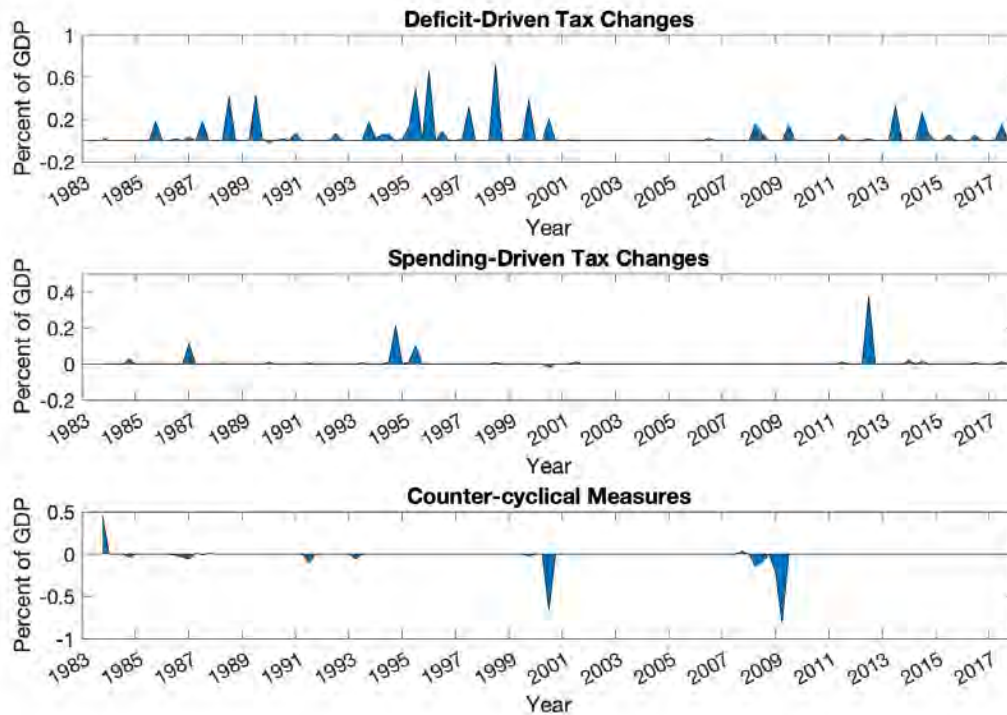 Deficit-Driven Tax Changes
Percent of GDP
1
0.6
0.2
-0.2
1983 1985 1987 1989 1991 1993 1995 1997 1999 2001 2003 2005 2007 2009 2011 2013 2015 2017
Year
Spending-Driven Tax Changes
Percent of GDP
0.4
0.2
0
-0.2
1983 1985 1987 1989 1991 1993 1995 1997 1999 2001 2003 2005 2007 2009 2011 2013 2015 2017
Year
Counter-cyclical Measures
Percent of GDP
0.5
0
-0.5
-1
1983 1985 1987 1989 1991 1993 1995 1997 1999 2001 2003 2005 2007 2009 2011 2013 2015 2017
Year